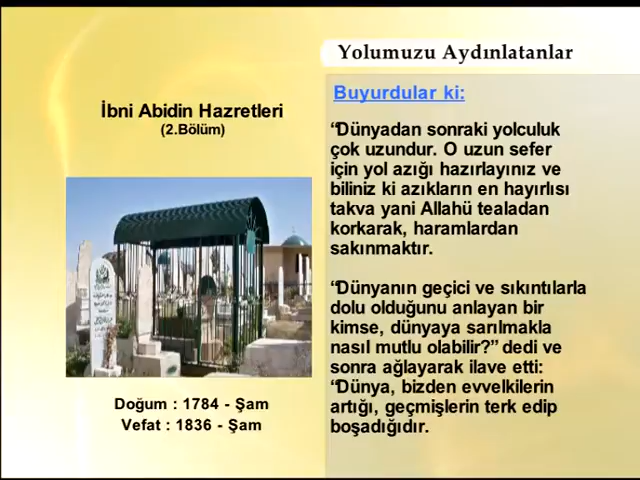 Yolumuzu Aydınlatanlar
İbni Abidin Hazretleri
(2.Bölüm)
Doğum : 1784 - Şam
Vefat : 1836 - Şam
Buyurdular ki:
“Dünyadan sonraki yolculuk
çok uzundur. O uzun sefer
için yol azığı hazırlayınız ve
biliniz ki azıkların en hayırlısı
takva yani Allahü tealadan
korkarak, haramlardan
sakınmaktır.
“Dünyanın geçici ve sıkıntılarla
dolu olduğunu anlayan bir
kimse, dünyaya sarılmakla
nasıl mutlu olabilir?” dedi ve
sonra ağlayarak ilave etti:
“Dünya, bizden evvelkilerin
artığı, geçmişlerin terk edip
boşadığıdır.